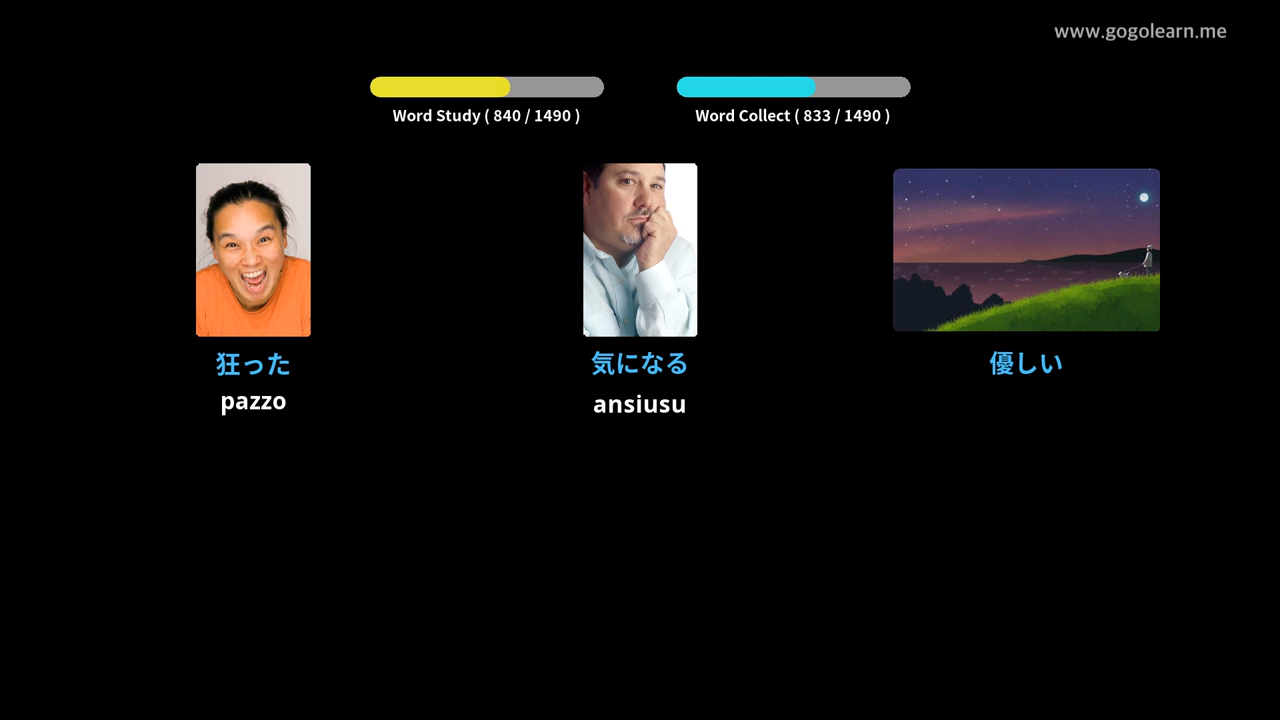 www.gogolearn.me
Word Study ( 840 / 1490 )
Word Collect ( 833 / 1490 )
狂った
pazzo
気になる
ansiusu
優しい